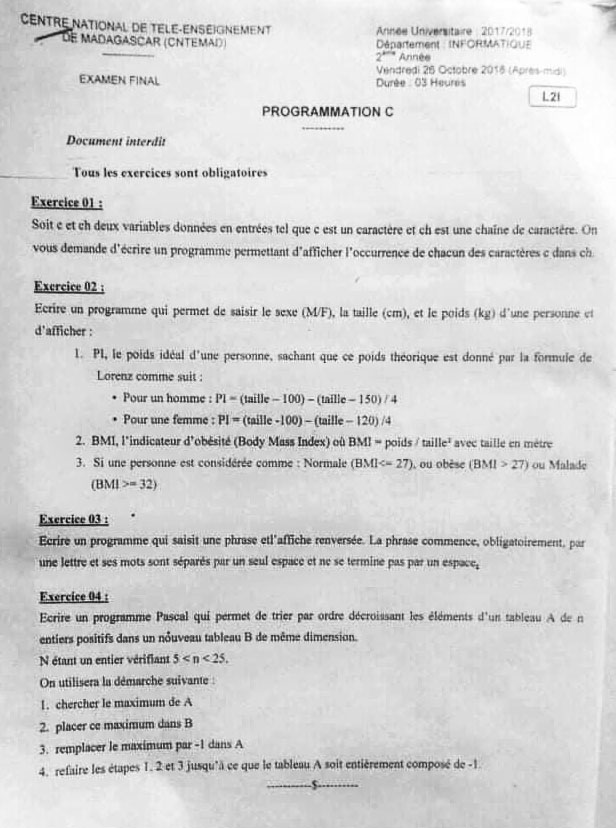 CENTRE NATIONAL DE TELE-ENSEIGNEMENT
DE MADAGASCAR (CNTEMAD)
EXAMEN FINAL
Année Universitaire : 2017/2018
Département : INFORMATIQUE
2ème Année
Vendredi 26 Octobre 2018 (Après-midi)
Durée : 03 Heures
L2I
PROGRAMMATION C
Document interdit
Tous les exercices sont obligatoires
Exercice 01 :
Soit c et ch deux variables données en entrées tel que c est un caractère et ch est une chaîne de caractère. On
vous demande d'écrire un programme permettant d'afficher l'occurrence de chacun des caractères c dans ch.
Exercice 02 :
Ecrire un programme qui permet de saisir le sexe (M/F), la taille (cm), et le poids (kg) d'une personne et
d'afficher :
1. PI, le poids idéal d'une personne, sachant que ce poids théorique est donné par la formule de
Lorenz comme suit :
• Pour un homme : PI = (taille – 100) – (taille – 150) / 4
• Pour une femme : PI = (taille -100) – (taille – 120) /4
2. BMI, l'indicateur d'obésité (Body Mass Index) où BMI = poids / taille² avec taille en mètre
3. Si une personne est considérée comme : Normale (BMI<= 27), ou obèse (BMI > 27) ou Malade
(BMI >= 32)
Exercice 03 :
Ecrire un programme qui saisit une phrase etl'affiche renversée. La phrase commence, obligatoirement, par
une lettre et ses mots sont séparés par un seul espace et ne se termine pas par un espace.
Exercice 04 :
Ecrire un programme Pascal qui permet de trier par ordre décroissant les éléments d'un tableau A de n
entiers positifs dans un nouveau tableau B de même dimension.
N étant un entier vérifiant 5 < n < 25.
On utilisera la démarche suivante :
1. chercher le maximum de A
2. placer ce maximum dans B
3. remplacer le maximum par -1 dans A
4. refaire les étapes 1, 2 et 3 jusqu'à ce que le tableau A soit entièrement composé de -1.
-----------$----------